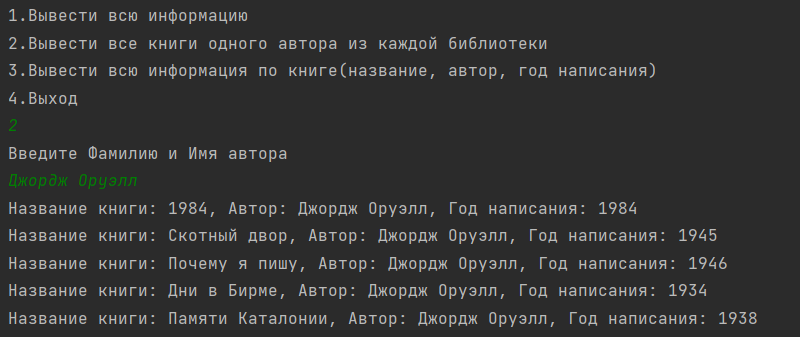 1.Вывести всю информацию
2.Вывести все книги одного автора из каждой библиотеки
3.Вывести всю информация по книге(название, автор, год написания)
4.Выход
2
Введите Фамилию и Имя автора
Джордж Оруэлл
Название книги: 1984, Автор: Джордж Оруэлл, Год написания: 1984
Название книги: Скотный двор, Автор: Джордж Оруэлл, Год написания: 1945
Название книги: Почему я пишу, Автор: Джордж Оруэлл, Год написания: 1946
Название книги: Дни в Бирме, Автор: Джордж Оруэлл, Год написания: 1934
Название книги: Памяти Каталонии, Автор: Джордж Оруэлл, Год написания: 1938